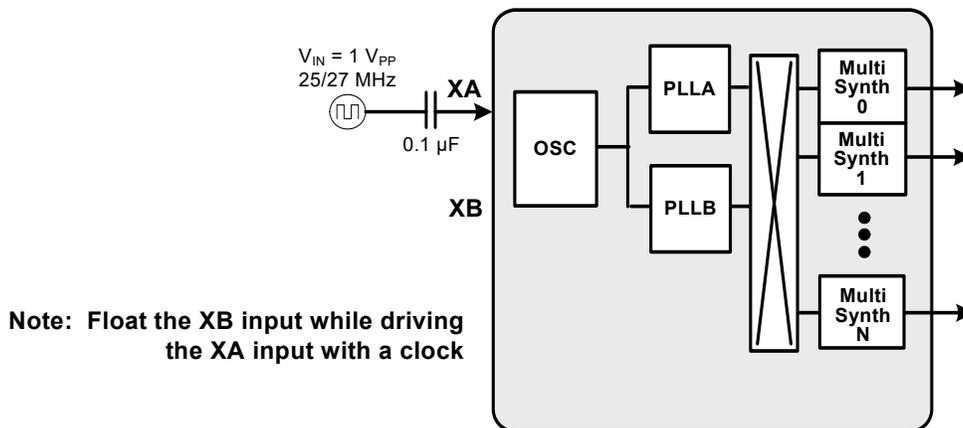 V_IN = 1 V_PP
25/27 MHz
XA
0.1 µF
XB
OSC
PLLA
PLLB
Multi
Synth
0
Multi
Synth
1
Multi
Synth
N
Note: Float the XB input while driving
the XA input with a clock